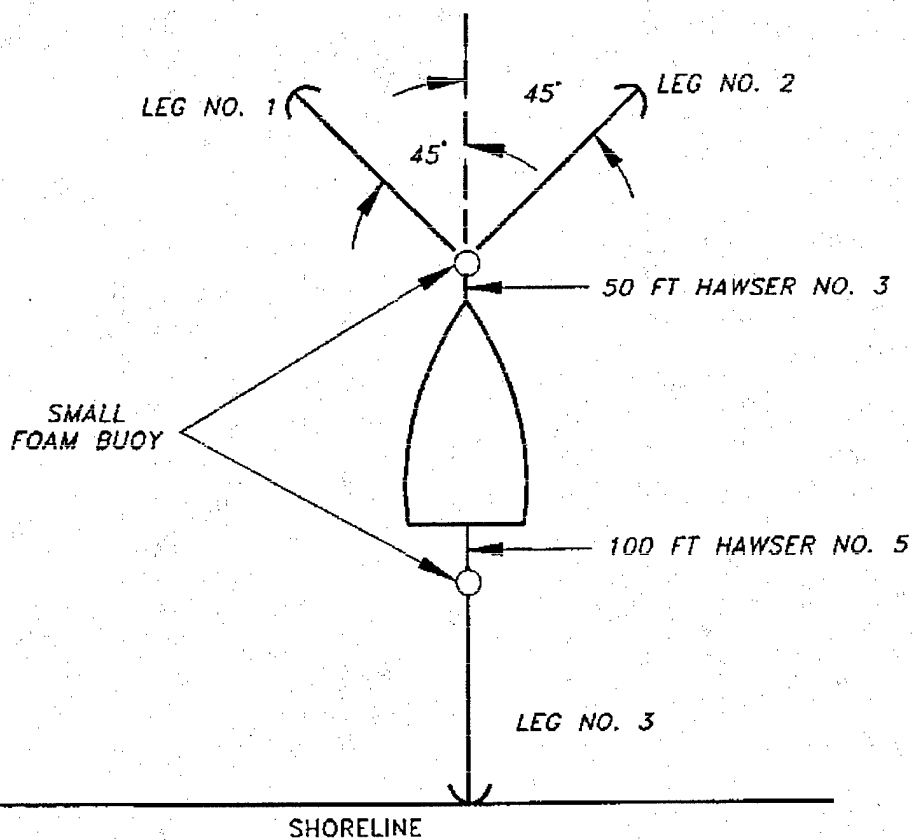 LEG NO. 1
45°
LEG NO. 2
45°
50 FT HAWSER NO. 3
SMALL
FOAM BUOY
100 FT HAWSER NO. 5
LEG NO. 3
SHORELINE